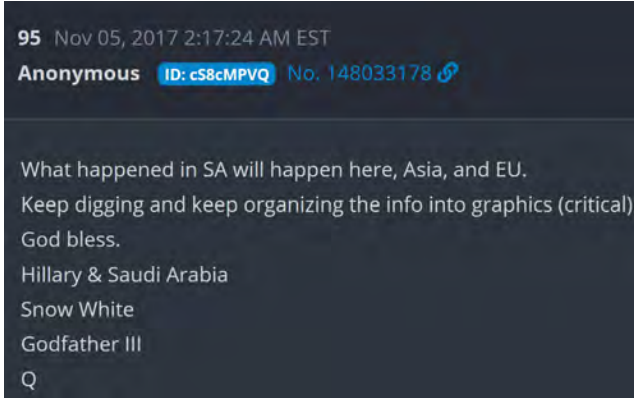 95 Nov 05, 2017 2:17:24 AM EST
Anonymous ID: cS8cMPVQ No. 148033178
What happened in SA will happen here, Asia, and EU.
Keep digging and keep organizing the info into graphics (critical)
God bless.
Hillary & Saudi Arabia
Snow White
Godfather III
Q